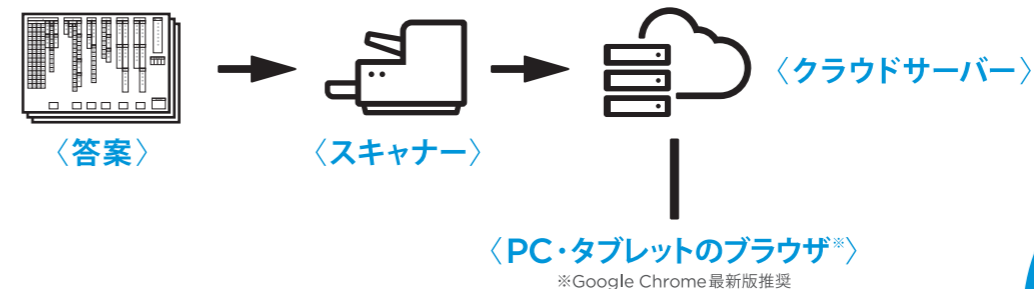 〈答案〉
〈スキャナー〉
〈クラウドサーバー〉
〈PC・タブレットのブラウザ※〉
※Google Chrome最新版推奨